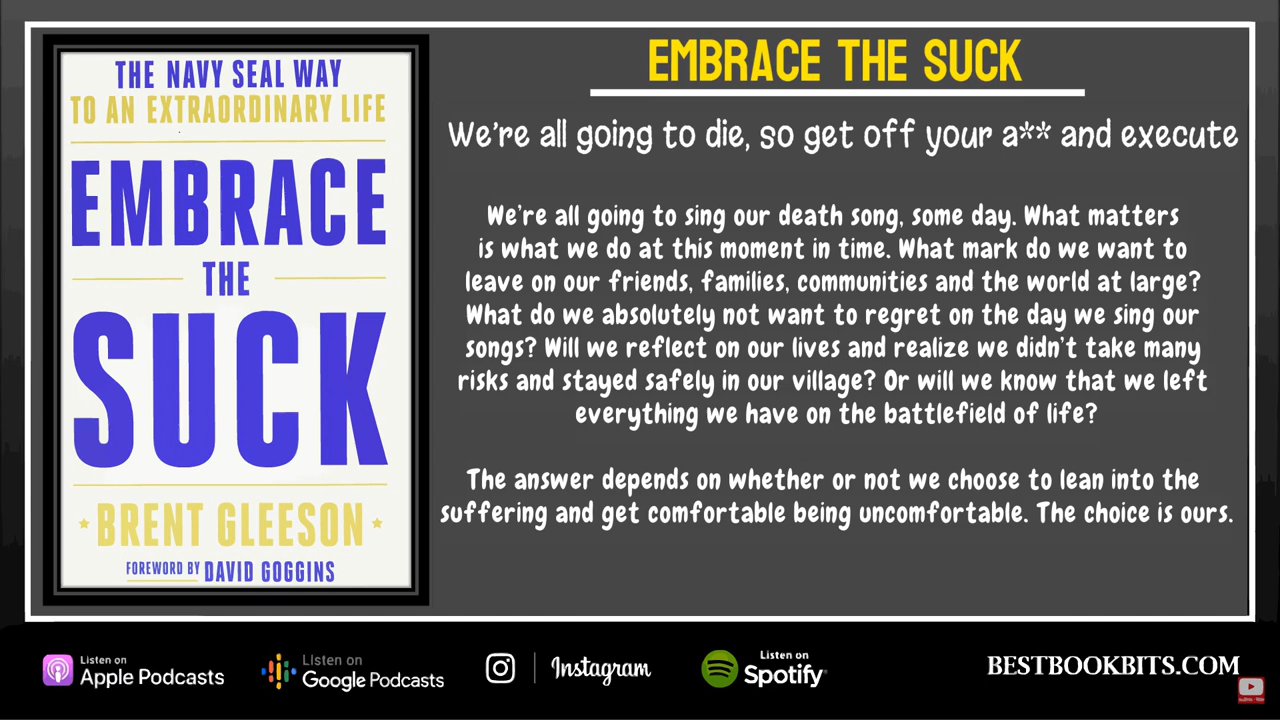 THE NAVY SEAL WAY
TO AN EXTRAORDINARY LIFE
EMBRACE
THE
SUCK
BRENT GLEESON
FOREWORD BY DAVID GOGGINS
EMBRACE THE SUCK
We're all going to die, so get off your a** and execute
We're all going to sing our death song, some day. What matters
is what we do at this moment in time. What mark do we want to
leave on our friends, families, communities and the world at large?
What do we absolutely not want to regret on the day we sing our
songs? Will we reflect on our lives and realize we didn't take many
risks and stayed safely in our village? Or will we know that we left
everything we have on the battlefield of life?
The answer depends on whether or not we choose to lean into the
suffering and get comfortable being uncomfortable. The choice is ours.
Listen on
Apple Podcasts
Listen on
Google Podcasts
Instagram
Listen on
Spotify
BESTBOOKBITS.COM